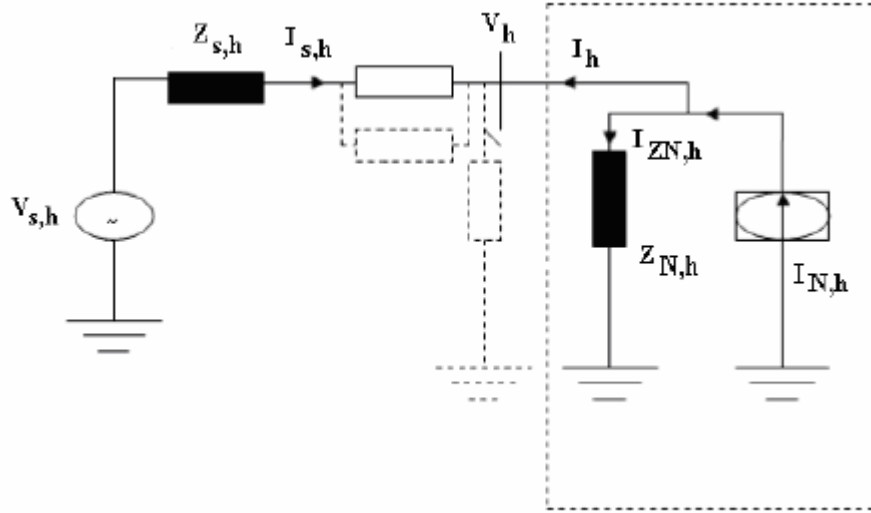 Z s,h
I s,h
V h
I h
I ZN,h
V s,h
~
Z N,h
I N,h